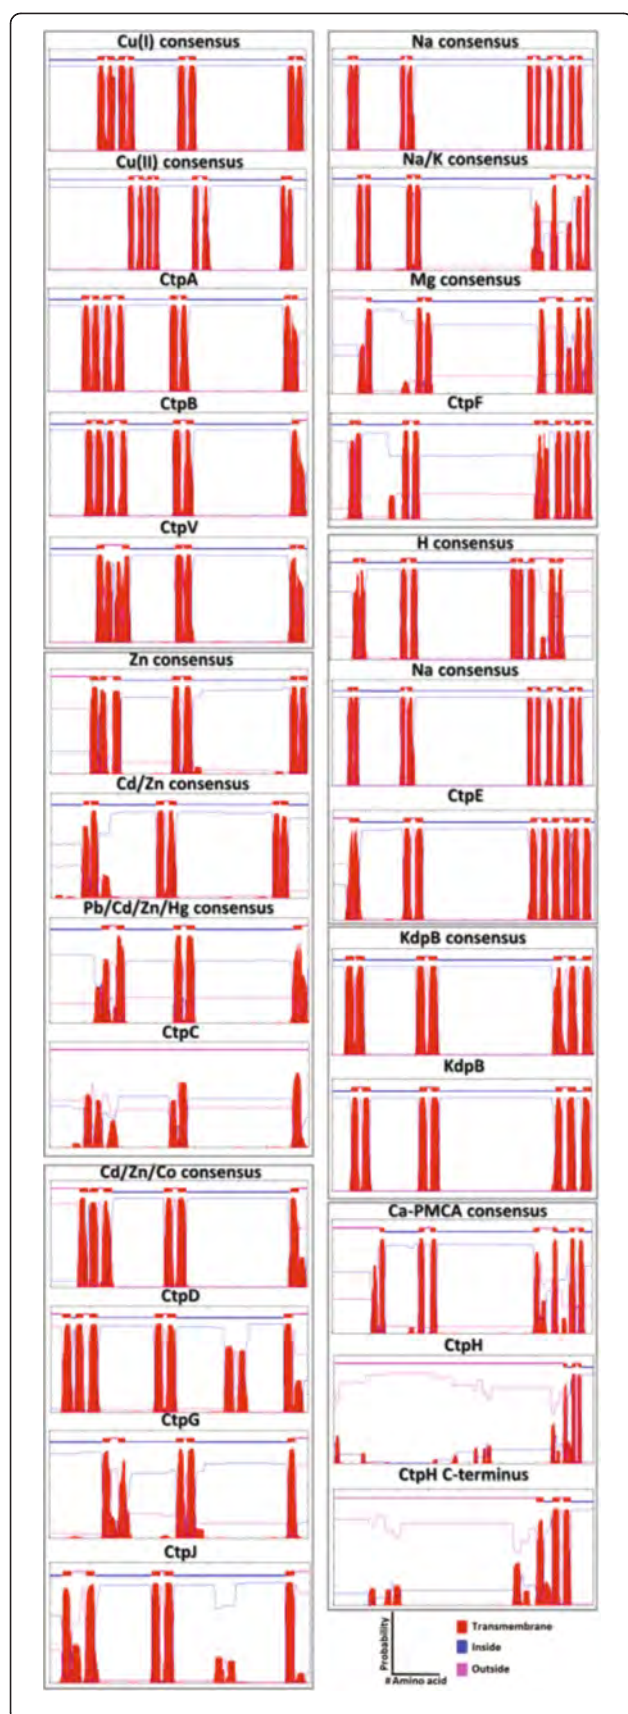 Cu(I) consensus
Cu(II) consensus
CtpA
CtpB
CtpV
Zn consensus
Cd/Zn consensus
Pb/Cd/Zn/Hg consensus
CtpC
Cd/Zn/Co consensus
CtpD
CtpG
CtpJ
Na consensus
Na/K consensus
Mg consensus
CtpF
H consensus
Na consensus
CtpE
KdpB consensus
KdpB
Ca-PMCA consensus
CtpH
CtpH C-terminus
Probability
#Amino acid
Transmembrane
Inside
Outside